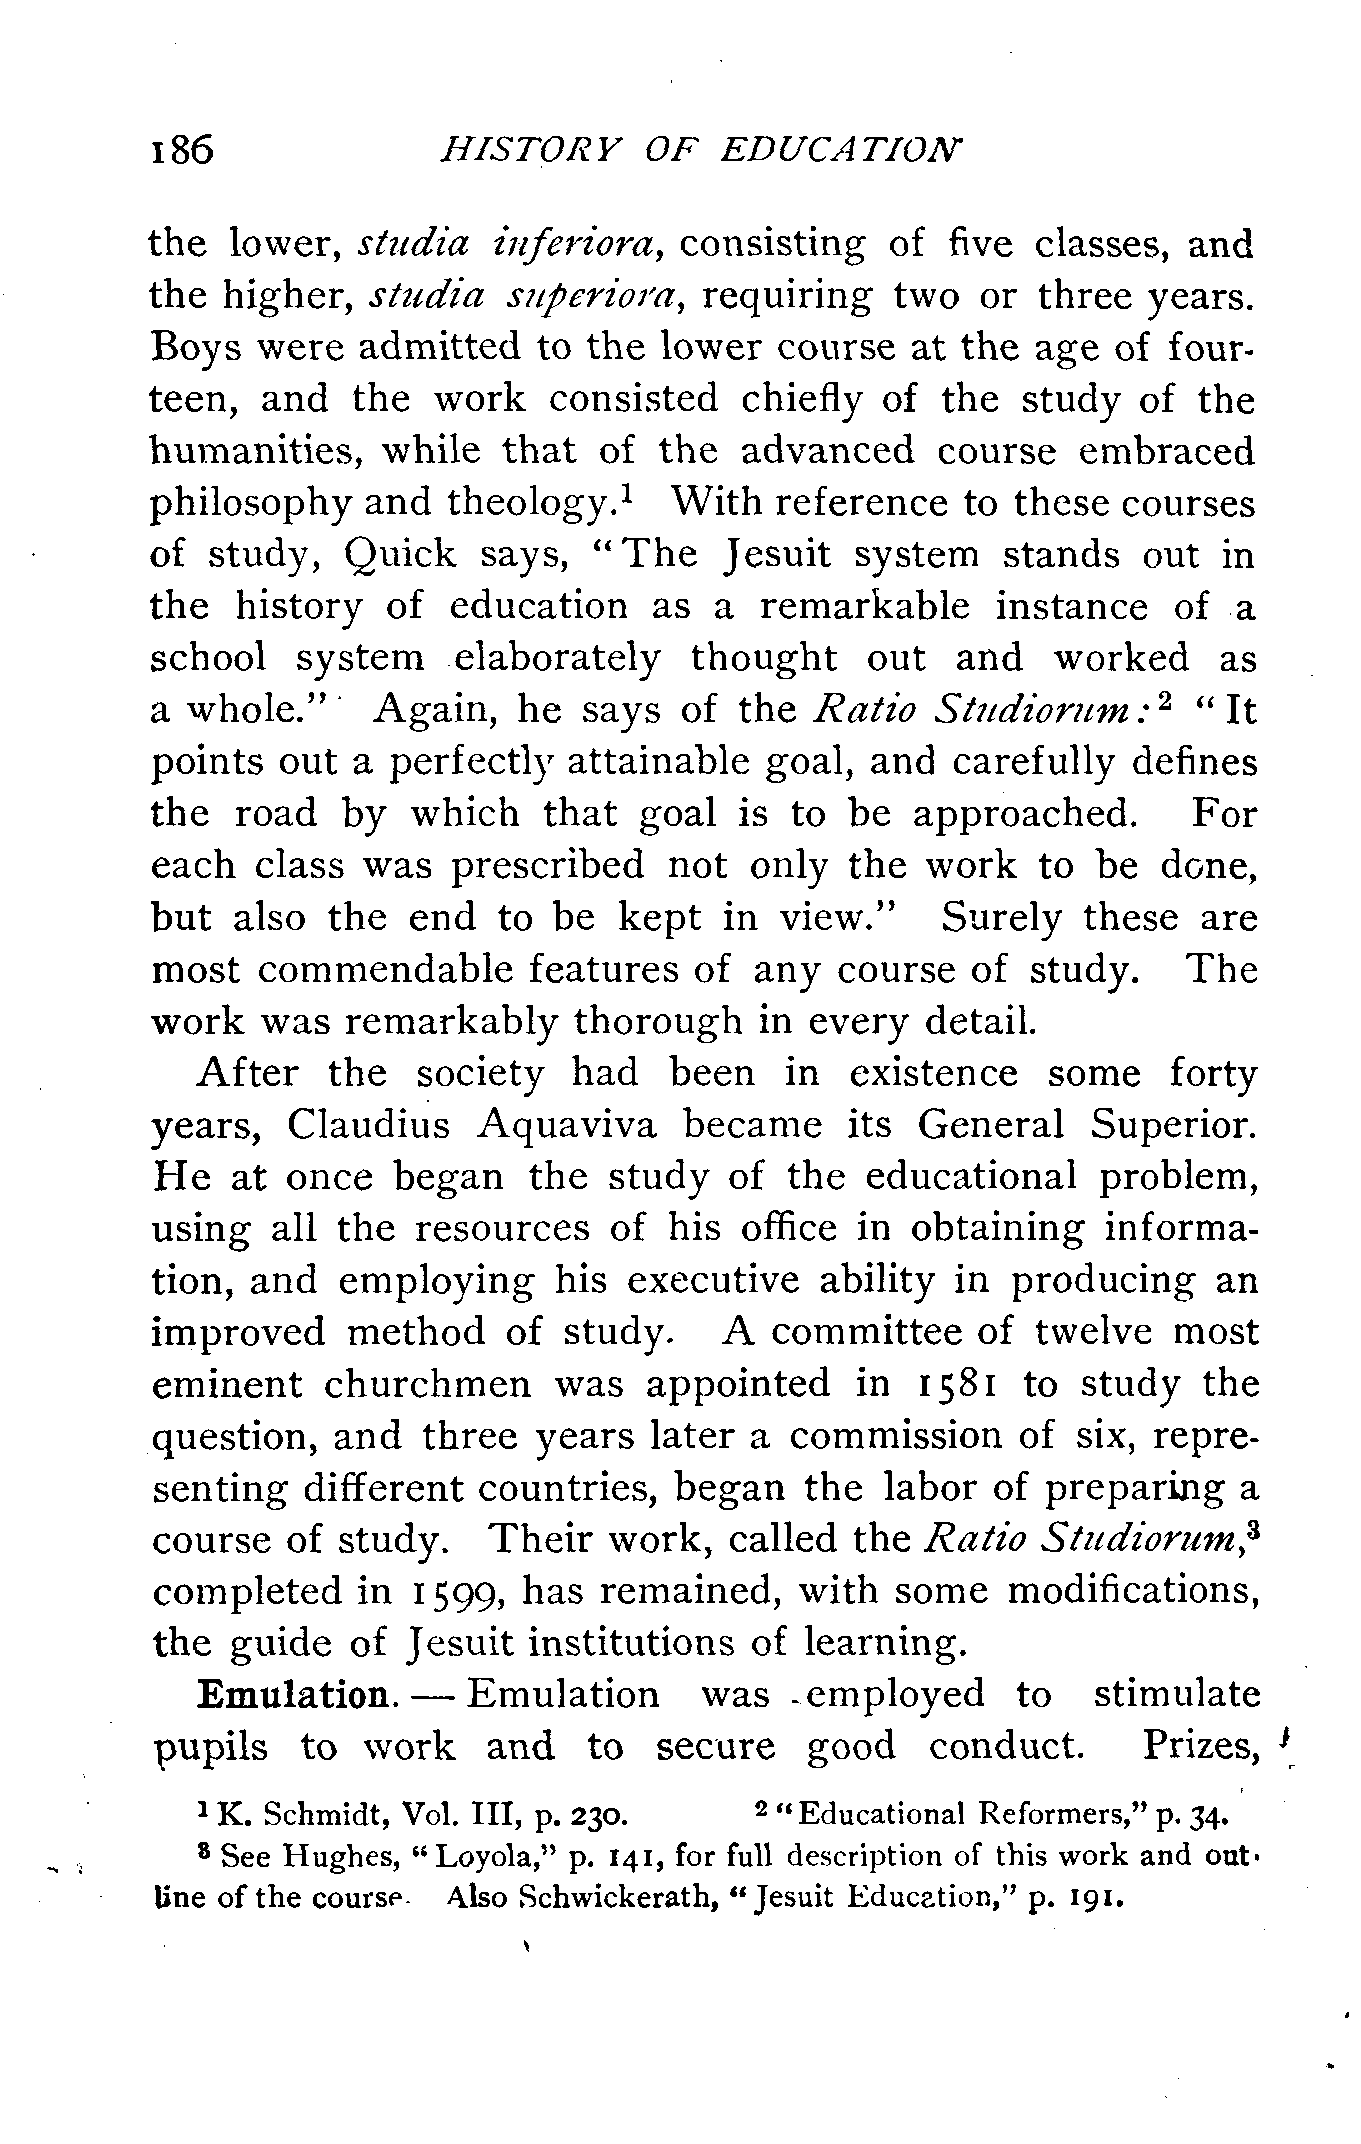 186 HISTORY OF EDUCATION
the lower, studia inferiora, consisting of five classes, and
the higher, studia superiora, requiring two or three years.
Boys were admitted to the lower course at the age of four-
teen, and the work consisted chiefly of the study of the
humanities, while that of the advanced course embraced
philosophy and theology.¹ With reference to these courses
of study, Quick says, “The Jesuit system stands out in
the history of education as a remarkable instance of a
school system elaborately thought out and worked as
a whole.” Again, he says of the Ratio Studiorum:² “It
points out a perfectly attainable goal, and carefully defines
the road by which that goal is to be approached. For
each class was prescribed not only the work to be done,
but also the end to be kept in view.” Surely these are
most commendable features of any course of study. The
work was remarkably thorough in every detail.
After the society had been in existence some forty
years, Claudius Aquaviva became its General Superior.
He at once began the study of the educational problem,
using all the resources of his office in obtaining informa-
tion, and employing his executive ability in producing an
improved method of study. A committee of twelve most
eminent churchmen was appointed in 1581 to study the
question, and three years later a commission of six, repre-
senting different countries, began the labor of preparing a
course of study. Their work, called the Ratio Studiorum,³
completed in 1599, has remained, with some modifications,
the guide of Jesuit institutions of learning.
Emulation. — Emulation was employed to stimulate
pupils to work and to secure good conduct. Prizes,
¹ K. Schmidt, Vol. III, p. 230. ² “Educational Reformers,” p. 34.
³ See Hughes, “Loyola,” p. 141, for full description of this work and out-
line of the course. Also Schwickerath, “Jesuit Education,” p. 191.